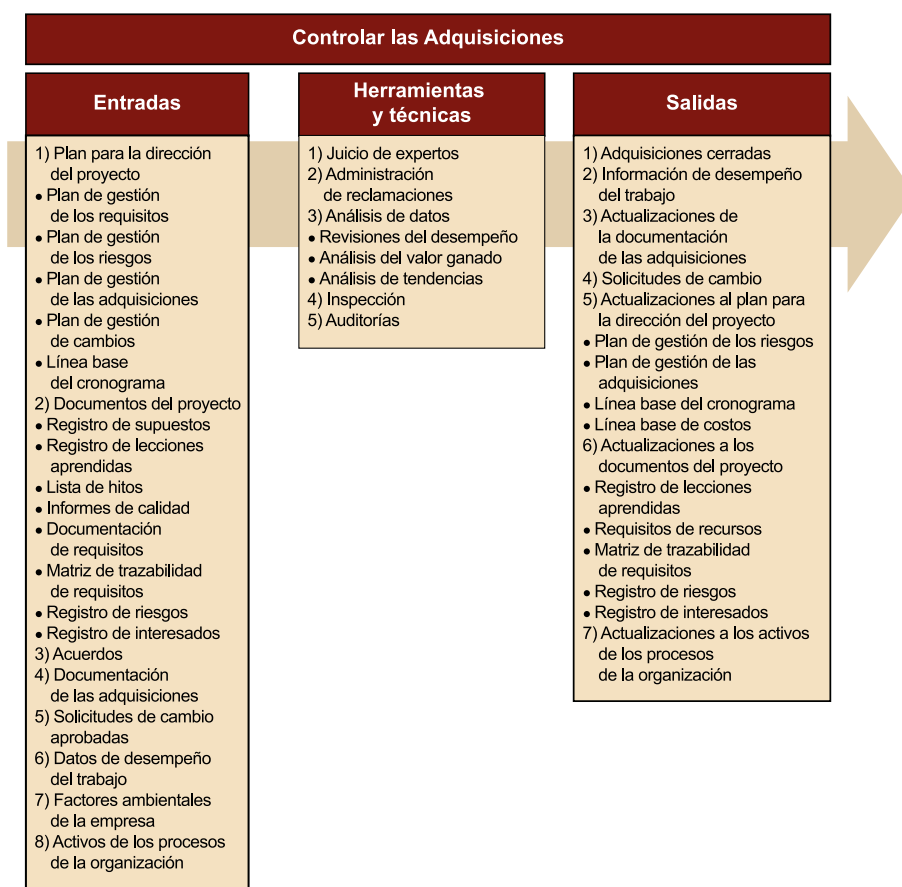 Controlar las Adquisiciones
Entradas
1) Plan para la dirección
del proyecto
• Plan de gestión
de los requisitos
• Plan de gestión
de los riesgos
• Plan de gestión
de las adquisiciones
• Plan de gestión
de cambios
• Línea base
del cronograma
2) Documentos del proyecto
• Registro de supuestos
• Registro de lecciones
aprendidas
• Lista de hitos
• Informes de calidad
• Documentación
de requisitos
• Matriz de trazabilidad
de requisitos
• Registro de riesgos
• Registro de interesados
3) Acuerdos
4) Documentación
de las adquisiciones
5) Solicitudes de cambio
aprobadas
6) Datos de desempeño
del trabajo
7) Factores ambientales
de la empresa
8) Activos de los procesos
de la organización
Herramientas
y técnicas
1) Juicio de expertos
2) Administración
de reclamaciones
3) Análisis de datos
• Revisiones del desempeño
• Análisis del valor ganado
• Análisis de tendencias
4) Inspección
5) Auditorías
Salidas
1) Adquisiciones cerradas
2) Información de desempeño
del trabajo
3) Actualizaciones de
la documentación
de las adquisiciones
4) Solicitudes de cambio
5) Actualizaciones al plan para
la dirección del proyecto
• Plan de gestión de los riesgos
• Plan de gestión de las
adquisiciones
• Línea base del cronograma
• Línea base de costos
6) Actualizaciones a los
documentos del proyecto
• Registro de lecciones
aprendidas
• Requisitos de recursos
• Matriz de trazabilidad
de requisitos
• Registro de riesgos
• Registro de interesados
7) Actualizaciones a los activos
de los procesos
de la organización